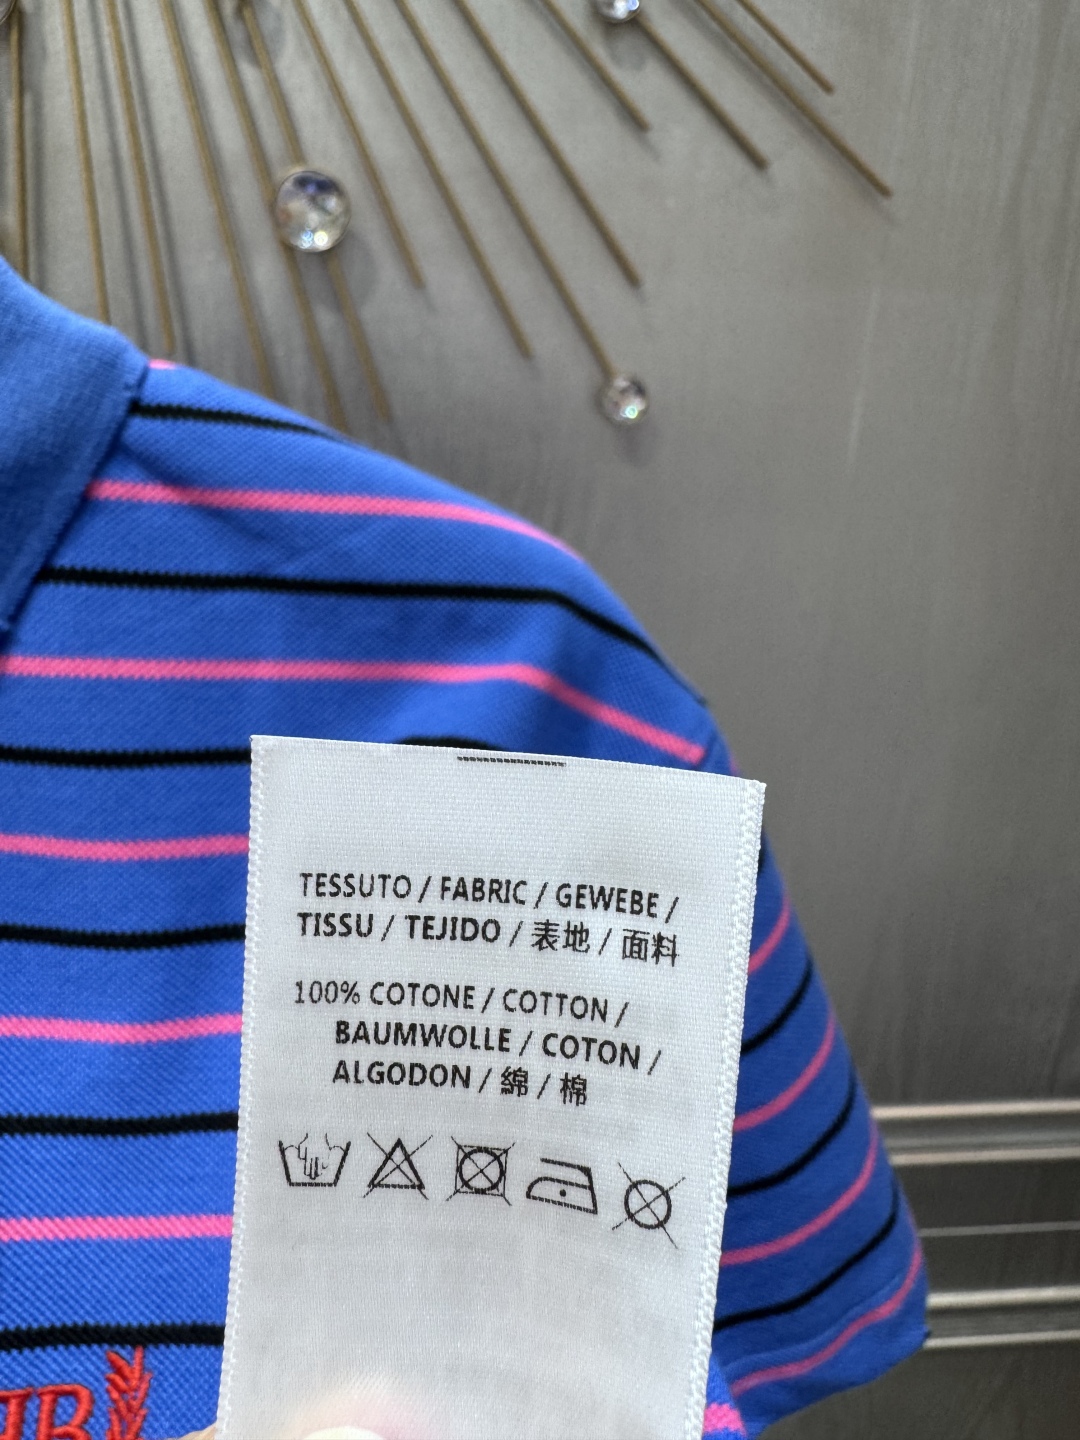 TESSUTO / FABRIC / GEWEBE /
TISSU / TEJIDO / 表地 / 面料
100% COTONE / COTTON /
BAUMWOLLE / COTON /
ALGODON / 綿 / 棉